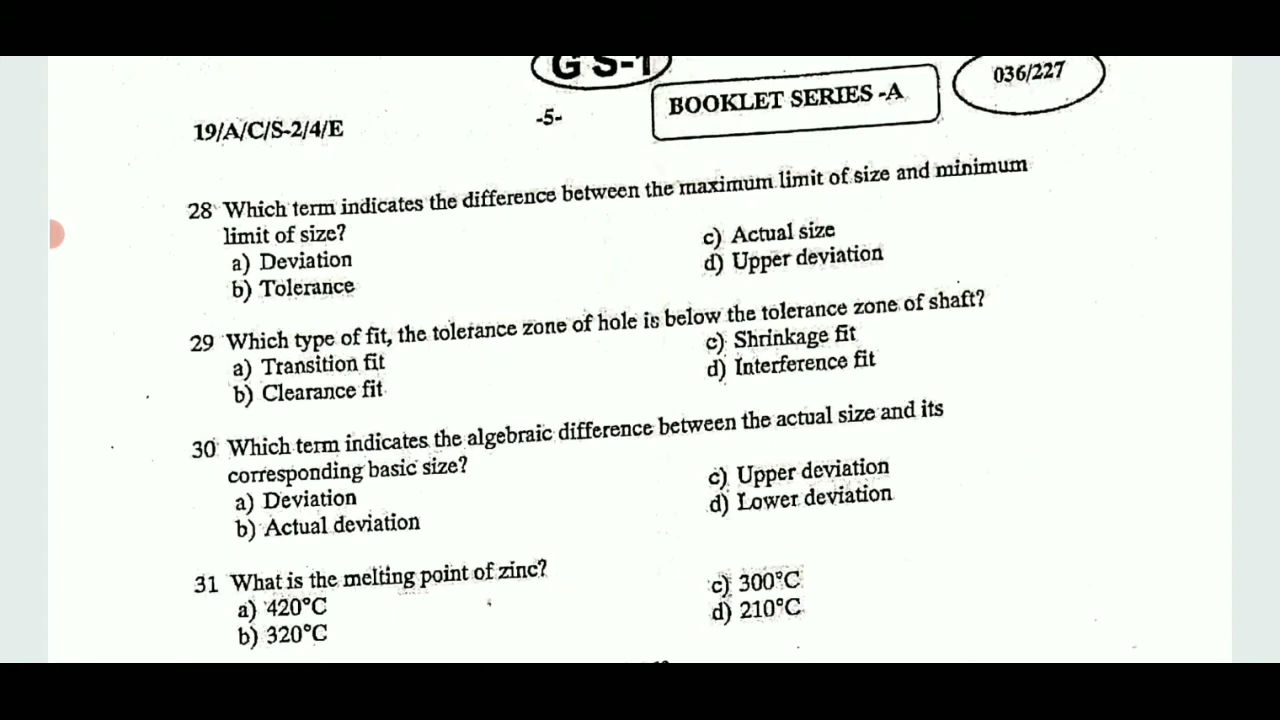 G S-1
036/227
BOOKLET SERIES -A
-5-
19/A/C/S-2/4/E
28 Which term indicates the difference between the maximum limit of size and minimum
limit of size?
a) Deviation
b) Tolerance
c) Actual size
d) Upper deviation
29 Which type of fit, the tolerance zone of hole is below the tolerance zone of shaft?
a) Transition fit
b) Clearance fit
c) Shrinkage fit
d) Interference fit
30 Which term indicates the algebraic difference between the actual size and its
corresponding basic size?
a) Deviation
b) Actual deviation
c) Upper deviation
d) Lower deviation
31 What is the melting point of zinc?
a) 420°C
b) 320°C
c) 300°C
d) 210°C